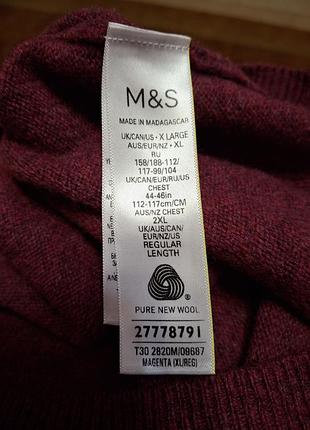 M&S
MADE IN MADAGASCAR
UK/CAN/US • X LARGE
AUS/EUR/NZ • XL
RU
158/188-112/
117-99/104
UK/CAN/EUR/RU/US
CHEST
44-46in
112-117cm/CM
AUS/NZ CHEST
2XL
UK/AUS/CAN/
EUR/NZ/US
REGULAR
LENGTH
®
PURE NEW WOOL
27778791
T30 2820M/09687
MAGENTA (XL/REG)